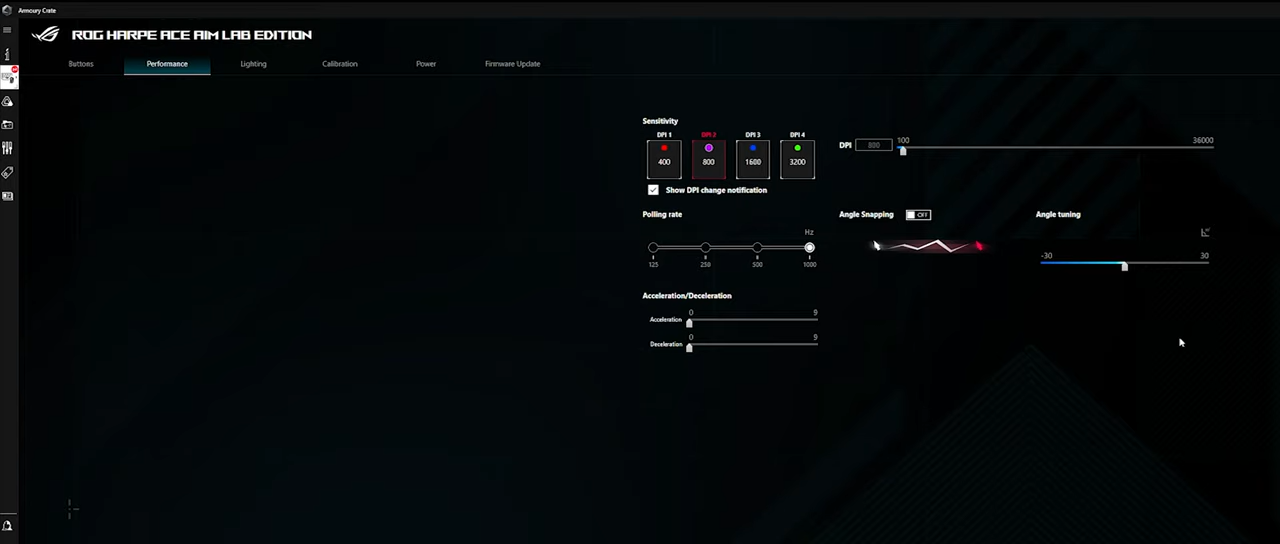 Armoury Crate
ROG HARPE ACE AIM LAB EDITION
Buttons Performance Lighting Calibration Power Firmware Update
Sensitivity
DPI 1 DPI 2 DPI 3 DPI 4
400 800 1600 3200
Show DPI change notification
DPI 800 100 36000
Polling rate
Hz
125 250 500 1000
Angle Snapping OFF
Angle tuning
-30 30
Acceleration/Deceleration
0 9
Acceleration
0 9
Deceleration